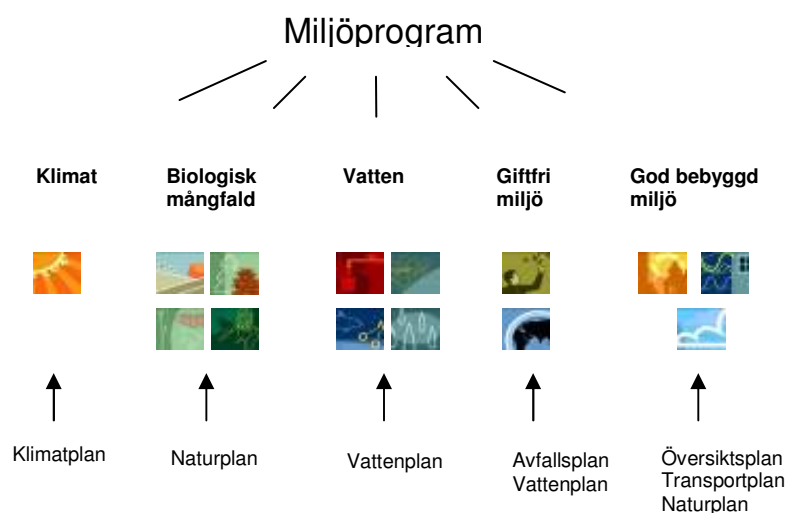 Miljöprogram
Klimat
Biologisk
mångfald
Vatten
Giftfri
miljö
God bebyggd
miljö
Klimatplan
Naturplan
Vattenplan
Avfallsplan
Vattenplan
Översiktsplan
Transportplan
Naturplan